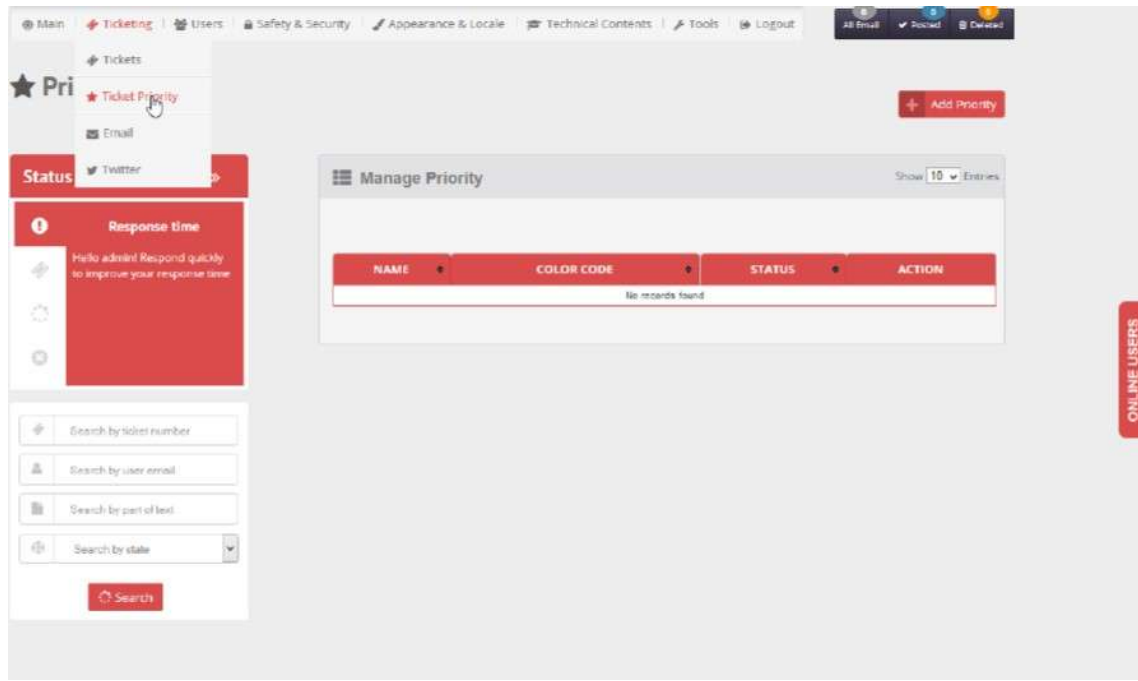 Main Ticketing Users Safety & Security Appearance & Locale Technical Contents Tools Logout
0 0 0
All Email Posted Deleted
Tickets
Pri
Ticket Priority
Add Priority
Email
Twitter
Status
Manage Priority
Show 10 Entries
Response time
Hello admin! Respond quickly
to improve your response time
NAME COLOR CODE STATUS ACTION
No records found
ONLINE USERS
Search by ticket number
Search by user email
Search by part of text
Search by state
Search